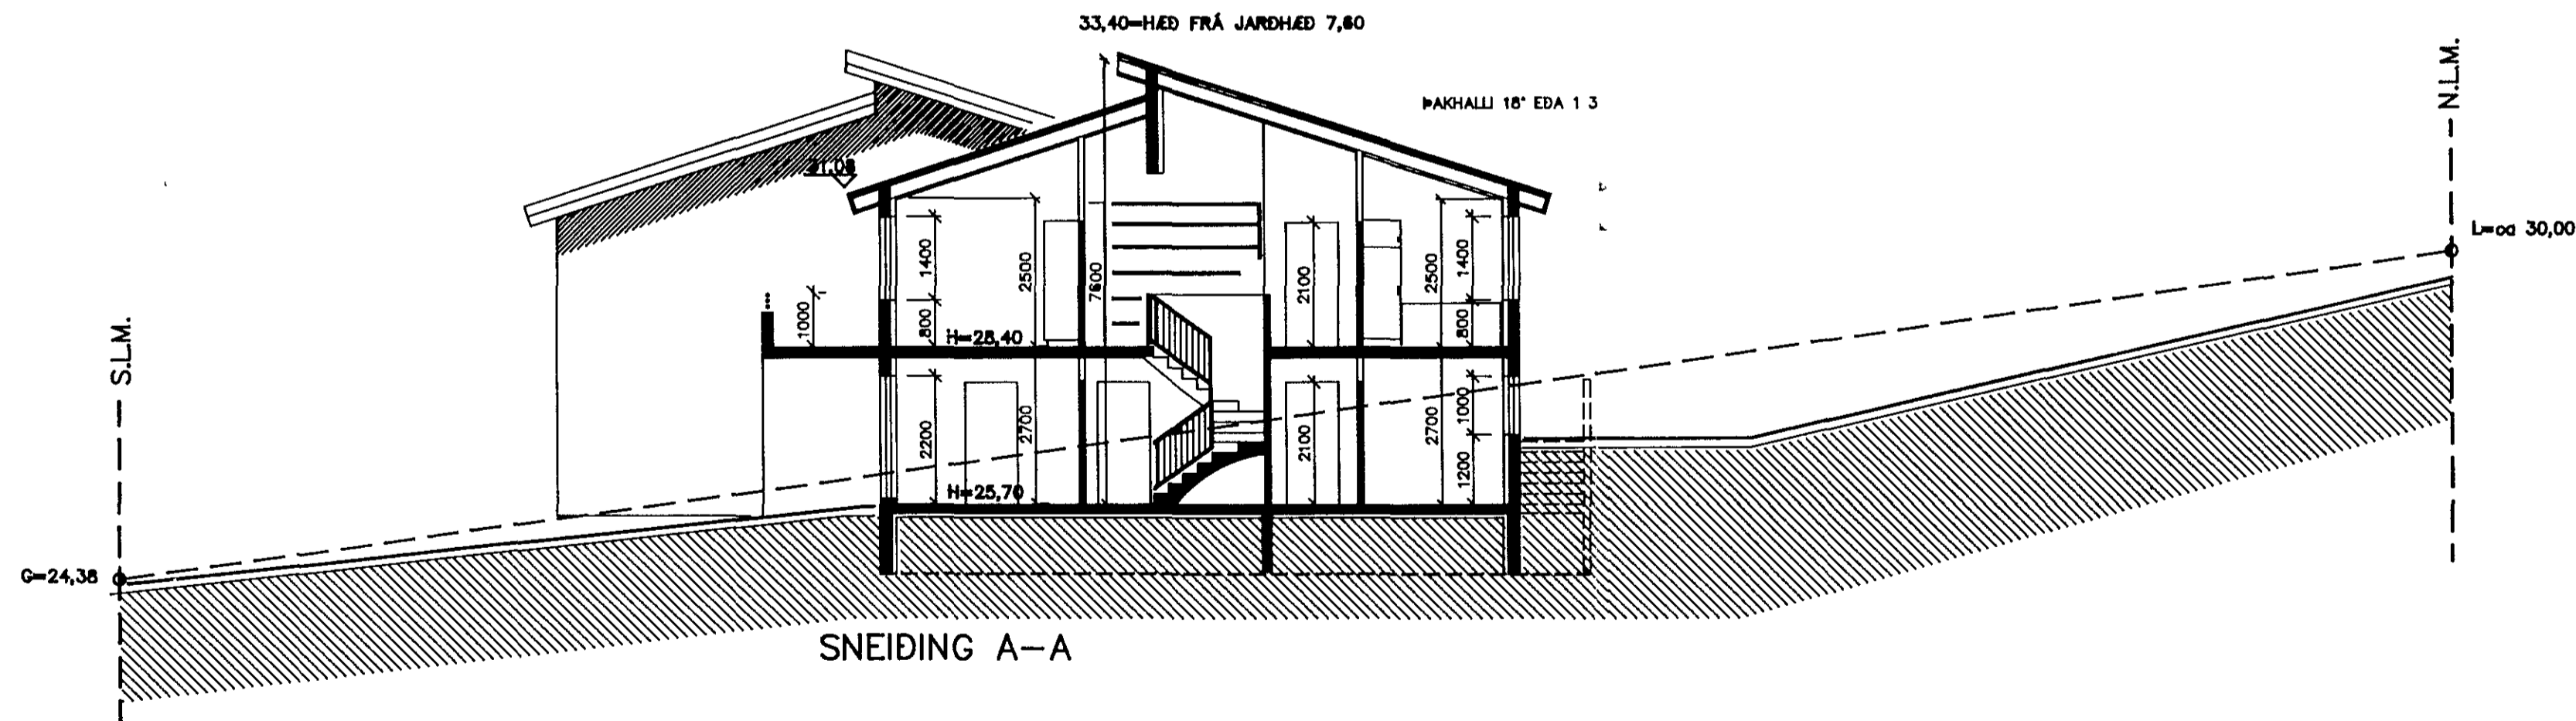 33,40=HÆÐ FRÁ JARÐHÆÐ 7,60
ÞAKHALLI 18° EÐA 1 3
N.L.M.
L=ca 30,00
31,08
S.L.M.
G=24,38
1400
800
2500
1000
7600
2100
2500
1400
800
H=28,40
2200
2700
2100
2700
1000
1200
H=25,70
SNEIÐING A-A